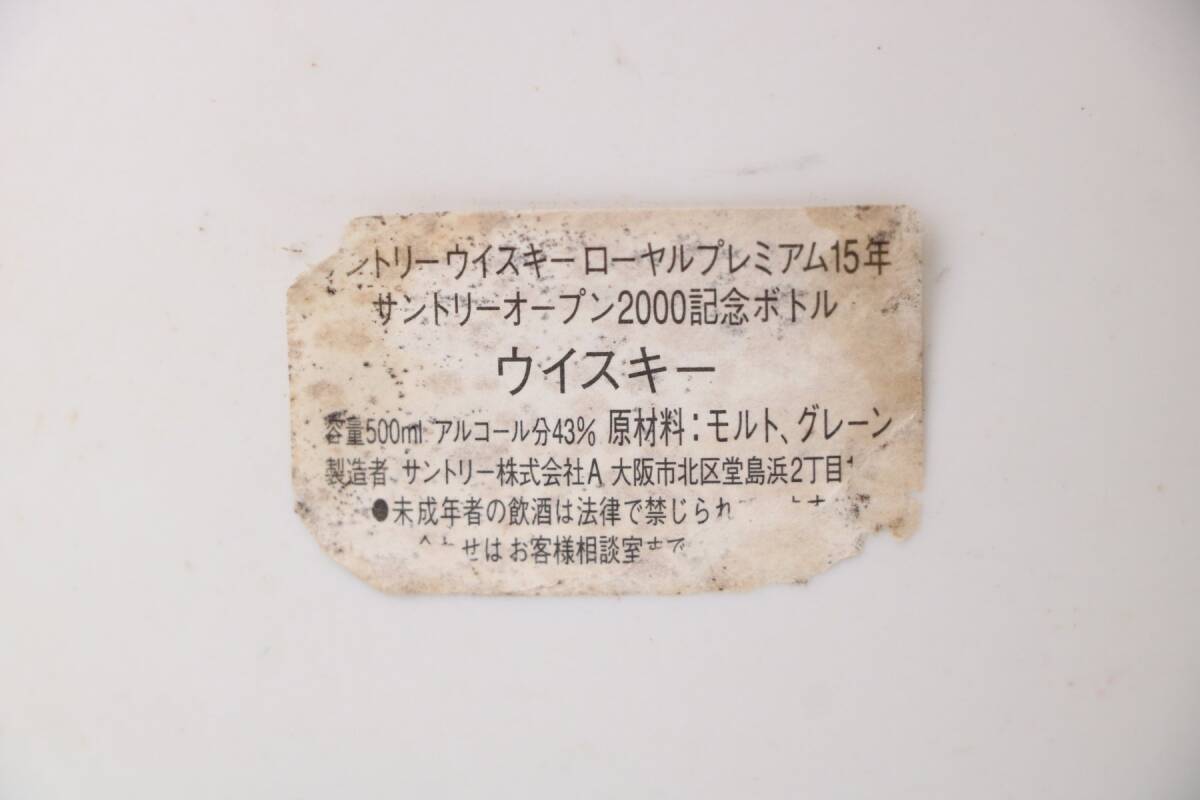 ントリーウイスキーローヤルプレミアム15年
サントリーオープン2000記念ボトル
ウイスキー
容量500ml アルコール分43% 原材料:モルト、グレーン
製造者 サントリー株式会社A 大阪市北区堂島浜2丁目
●未成年者の飲酒は法律で禁じられ
せは お客様相談室まで